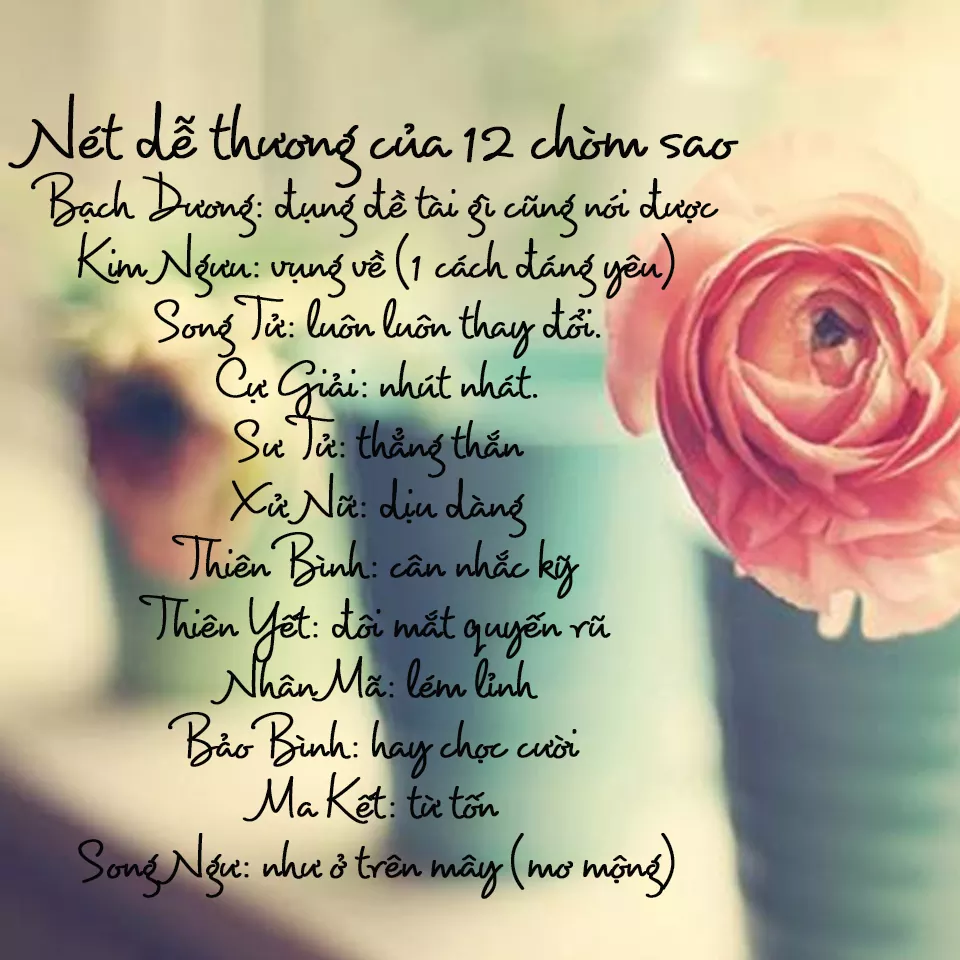 Nét dễ thương của 12 chòm sao
Bạch Dương: đụng đề tài gì cũng nói được
Kim Ngưu: vụng về (1 cách đáng yêu)
Song Tử: luôn luôn thay đổi.
Cự Giải: nhút nhát.
Sư Tử: thẳng thắn
Xử Nữ: dịu dàng
Thiên Bình: cân nhắc kỹ
Thiên Yết: đôi mắt quyến rũ
Nhân Mã: lém lỉnh
Bảo Bình: hay chọc cười
Ma Kết: từ tốn
Song Ngư: như ở trên mây (mơ mộng)